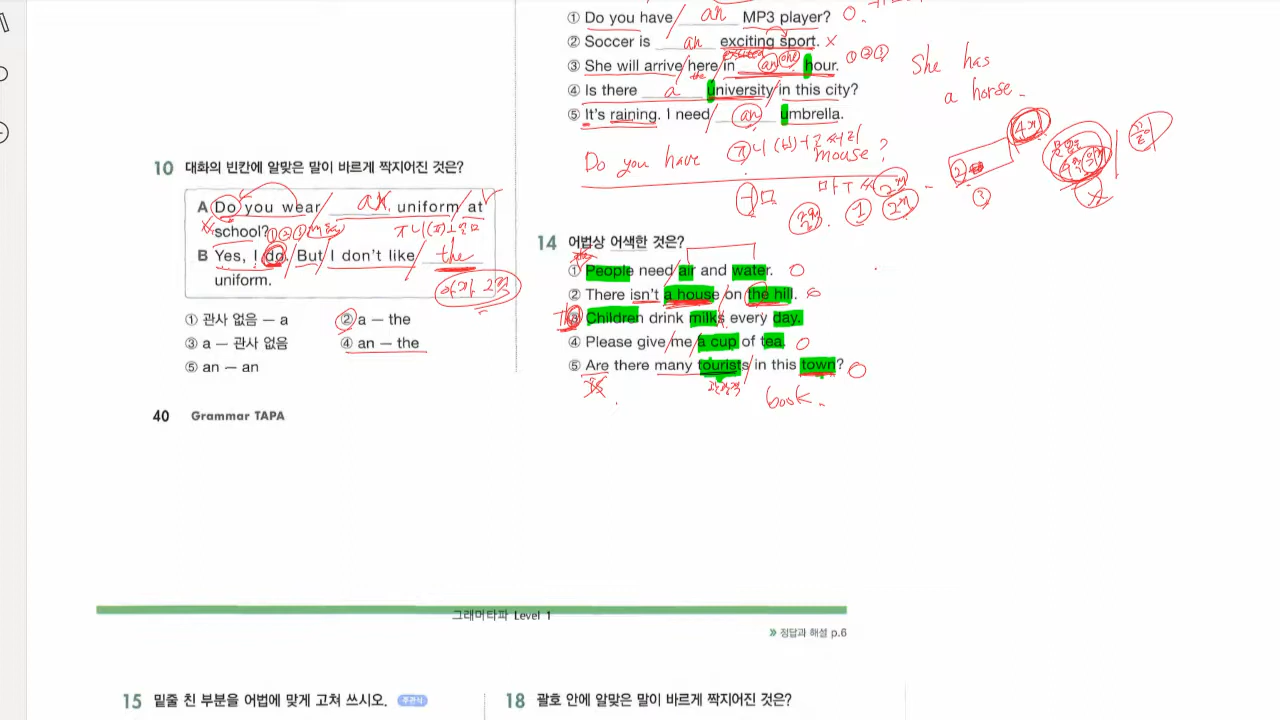 ① Do you have an MP3 player?
② Soccer is an exciting sport.
③ She will arrive here in an hour.
④ Is there a university in this city?
⑤ It's raining. I need an umbrella.
She has
a horse.
Do you have mouse?
10 대화의 빈칸에 알맞은 말이 바르게 짝지어진 것은?
A Do you wear uniform at
school?
B Yes, I do. But I don't like the
uniform.
① 관사 없음 — a
② a — the
③ a — 관사 없음
④ an — the
⑤ an — an
40 Grammar TAPA
14 어법상 어색한 것은?
① People need air and water.
② There isn't a house on the hill.
③ Children drink milks every day.
④ Please give me a cup of tea.
⑤ Are there many tourists in this town?
관광객
book.
그래머타파 Level 1
정답과 해설 p.6
15 밑줄 친 부분을 어법에 맞게 고쳐 쓰시오. 주관식
18 괄호 안에 알맞은 말이 바르게 짝지어진 것은?